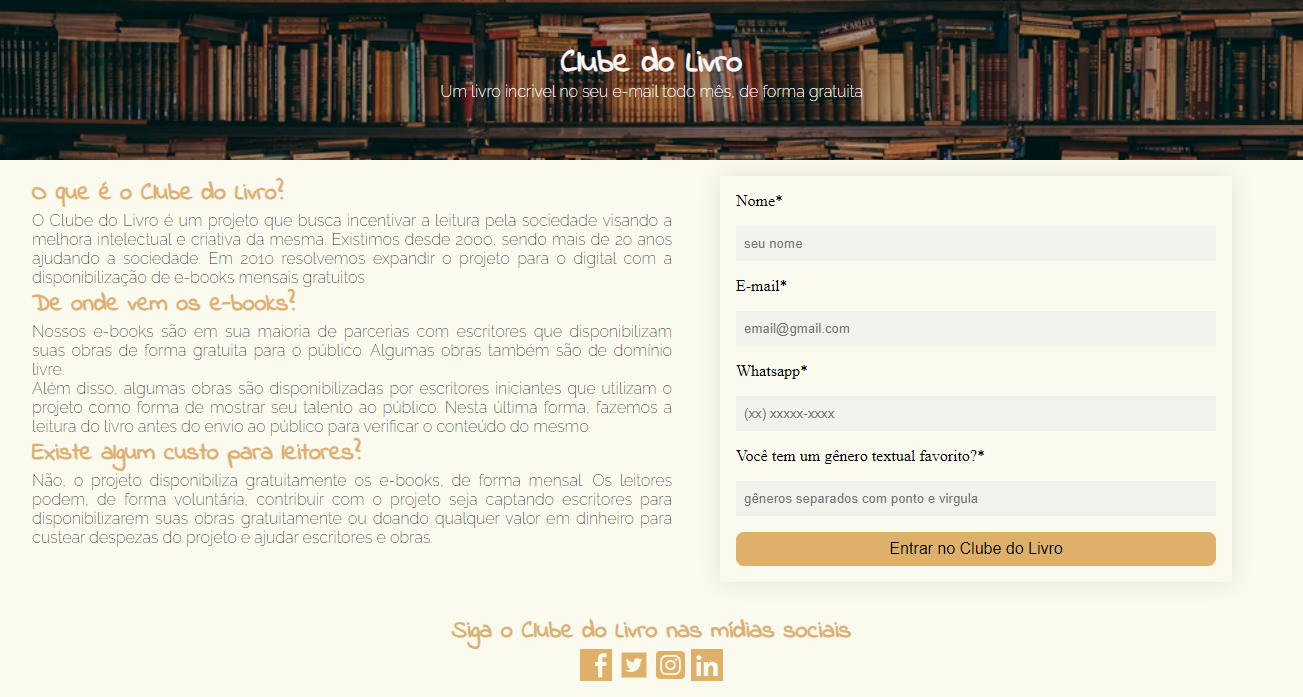 Clube do Livro
Um livro incrivel no seu e-mail todo mês, de forma gratuita
O que é o Clube do Livro?
O Clube do Livro é um projeto que busca incentivar a leitura pela sociedade visando a
melhora intelectual e criativa da mesma. Existimos desde 2000, sendo mais de 20 anos
ajudando a sociedade. Em 2010 resolvemos expandir o projeto para o digital com a
disponibilização de e-books mensais gratuitos.
De onde vem os e-books?
Nossos e-books são em sua maioria de parcerias com escritores que disponibilizam
suas obras de forma gratuita para o público. Algumas obras também são de domínio
livre.
Além disso, algumas obras são disponibilizadas por escritores iniciantes que utilizam o
projeto como forma de mostrar seu talento ao público. Nesta última forma, fazemos a
leitura do livro antes do envio ao público para verificar o conteúdo do mesmo.
Existe algum custo para leitores?
Não, o projeto disponibiliza gratuitamente os e-books, de forma mensal. Os leitores
podem, de forma voluntária, contribuir com o projeto seja captando escritores para
disponibilizarem suas obras gratuitamente ou doando qualquer valor em dinheiro para
custear despezas do projeto e ajudar escritores e obras.
Nome*
seu nome
E-mail*
email@gmail.com
Whatsapp*
(xx) xxxxx-xxxx
Você tem um gênero textual favorito?*
gêneros separados com ponto e virgula
Entrar no Clube do Livro
Siga o Clube do Livro nas mídias sociais